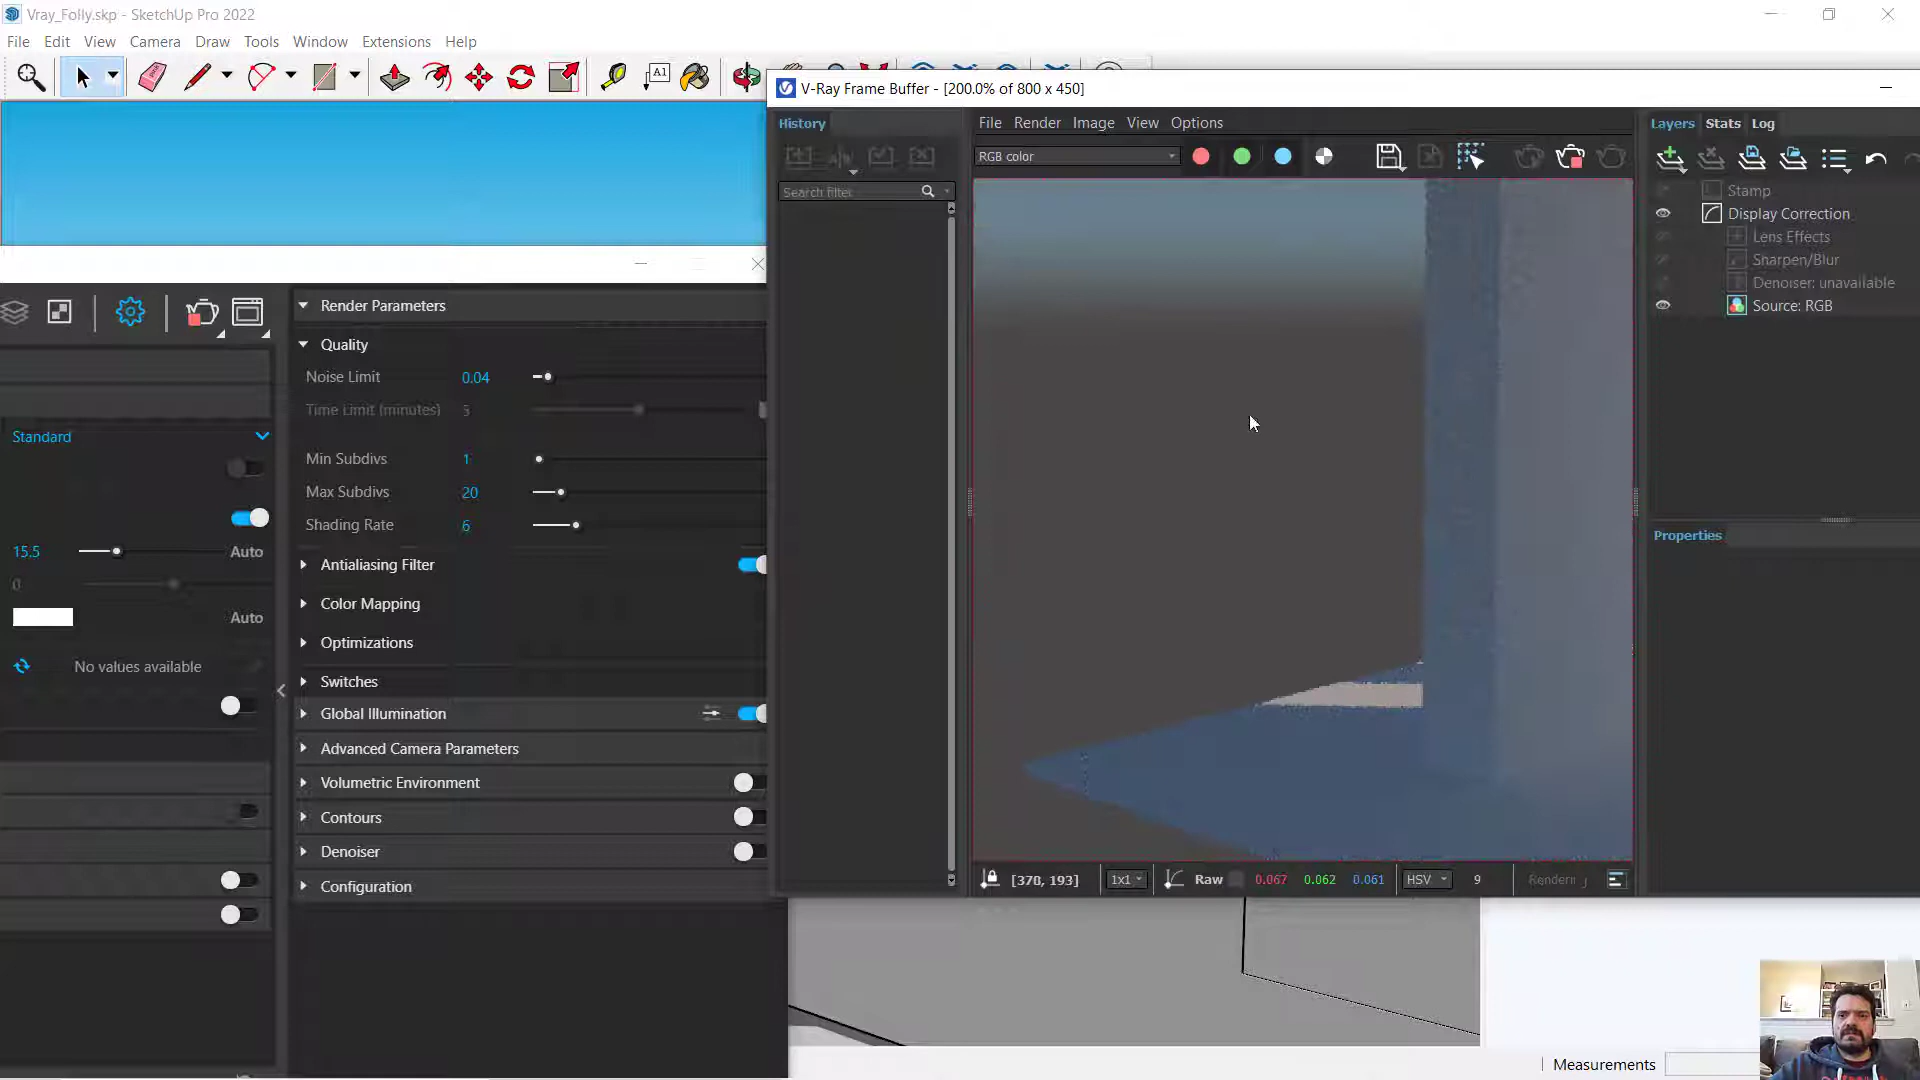 Vray_Folly.skp - SketchUp Pro 2022
File Edit View Camera Draw Tools Window Extensions Help
A1
V-Ray Frame Buffer - [200.0% of 800 x 450]
History
File Render Image View Options
Layers Stats Log
RGB color
Search filter
Stamp
Display Correction
Lens Effects
Sharpen/Blur
Denoiser: unavailable
Source: RGB
Properties
Render Parameters
Quality
Noise Limit 0.04
Time Limit (minutes) 3
Standard
Min Subdivs 1
Max Subdivs 20
Shading Rate 6
15.5 Auto
Antialiasing Filter
0
Color Mapping
Auto
Optimizations
No values available
Switches
Global Illumination
Advanced Camera Parameters
Volumetric Environment
Contours
Denoiser
Configuration
[370, 193] 1x1 Raw 0.067 0.062 0.061 HSV 9
Measurements